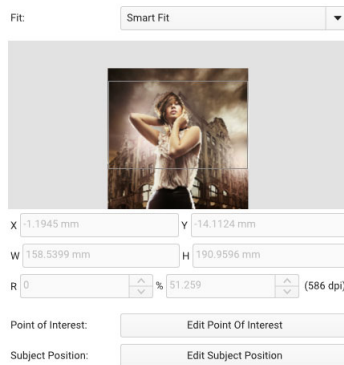 Fit: Smart Fit
X -1.1945 mm Y -14.1124 mm
W 158.5399 mm H 190.9596 mm
R 0 % 51.259 (586 dpi)
Point of Interest: Edit Point Of Interest
Subject Position: Edit Subject Position